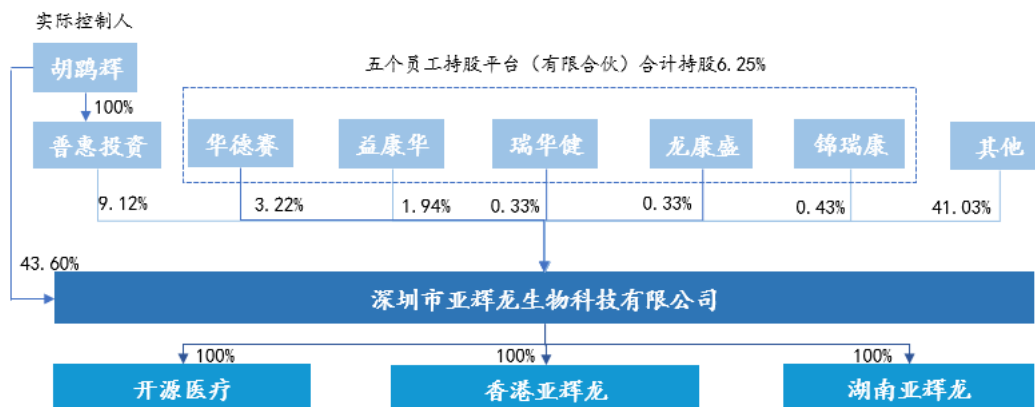 实际控制人
胡鹍辉
五个员工持股平台（有限合伙）合计持股6.25%
100%
普惠投资
华德赛
益康华
瑞华健
龙康盛
锦瑞康
其他
9.12%
3.22%
1.94%
0.33%
0.33%
0.43%
41.03%
43.60%
深圳市亚辉龙生物科技有限公司
100%
100%
100%
开源医疗
香港亚辉龙
湖南亚辉龙